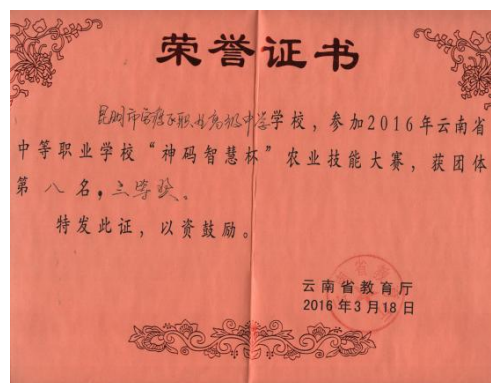 荣誉证书
昆明市官渡区职业高级中学学校，参加2016年云南省
中等职业学校“神码智慧杯”农业技能大赛，获团体
第八名，三等奖。
特发此证，以资鼓励。
云南省教育厅
2016年3月18日